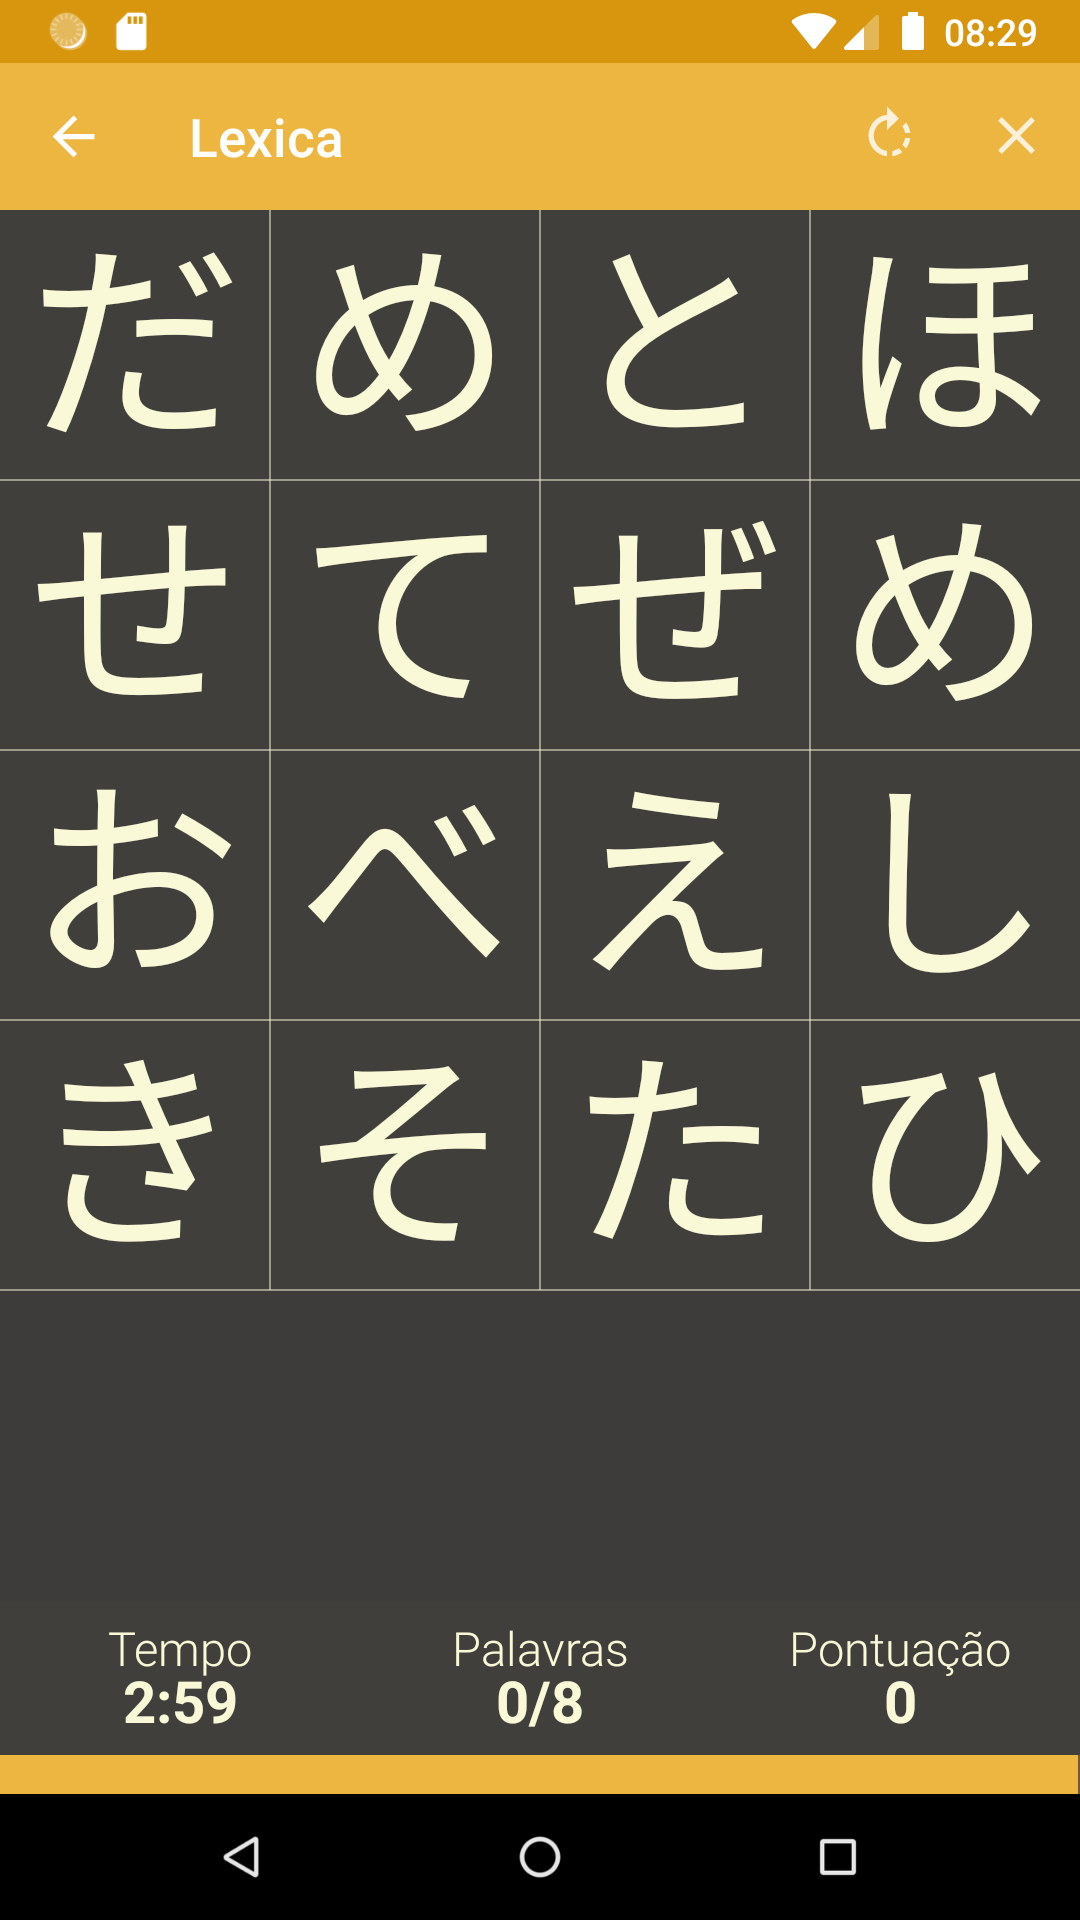 08:29
Lexica
だ め と ほ
せ て ぜ め
お べ え し
き そ た ひ
Tempo Palavras Pontuação
2:59 0/8 0